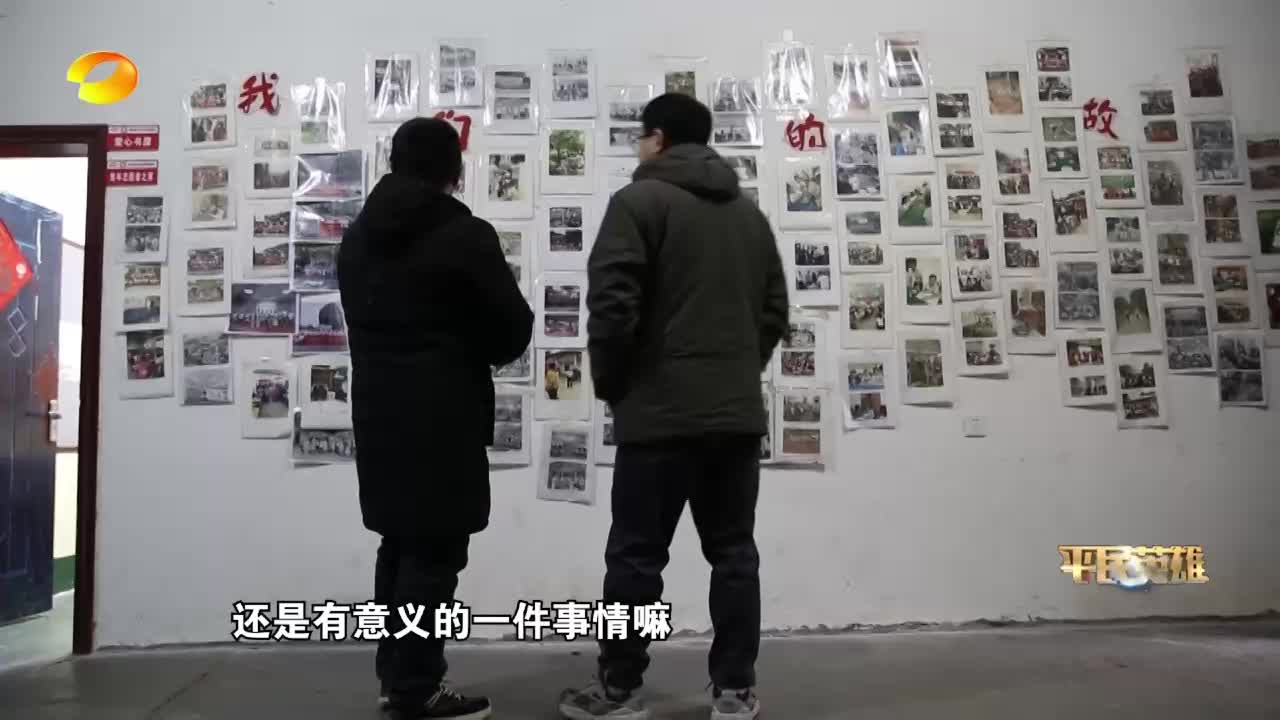 我们的故
爱心书屋
青年志愿者之家
平民英雄
还是有意义的一件事情嘛